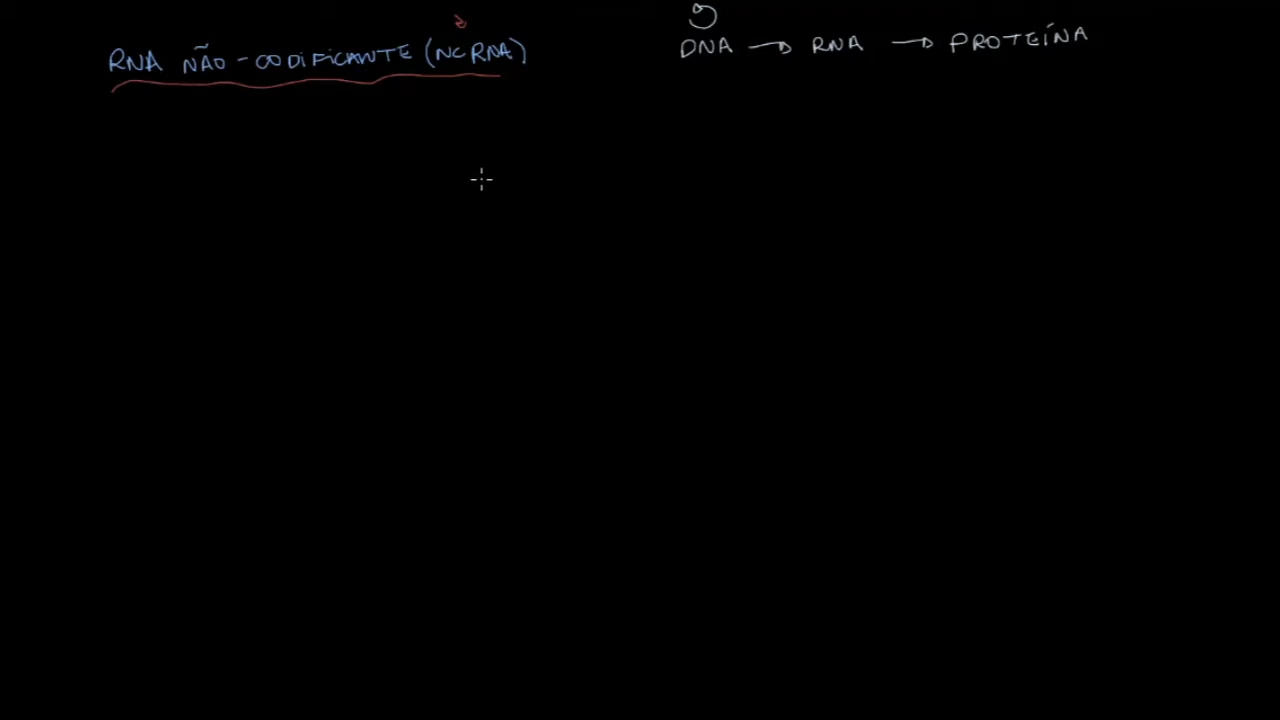 RNA NÃO-CODIFICANTE (NCRNA)
DNA → RNA → PROTEÍNA